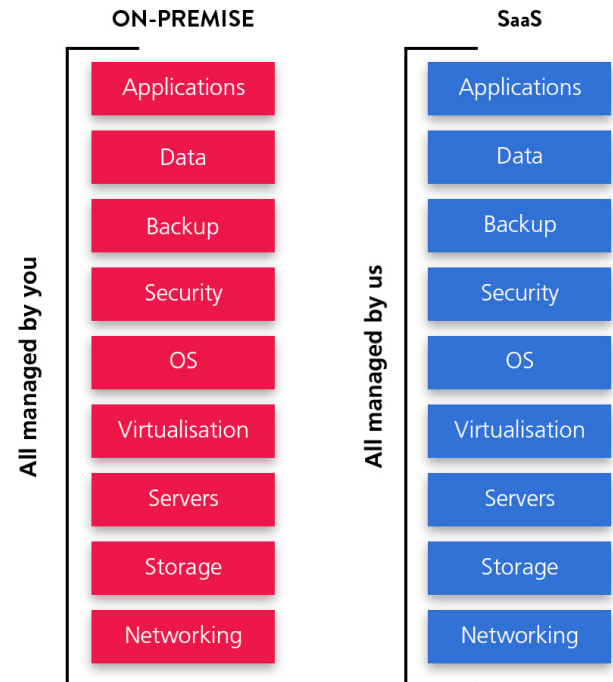 ON-PREMISE
All managed by you
Applications
Data
Backup
Security
OS
Virtualisation
Servers
Storage
Networking
SaaS
All managed by us
Applications
Data
Backup
Security
OS
Virtualisation
Servers
Storage
Networking